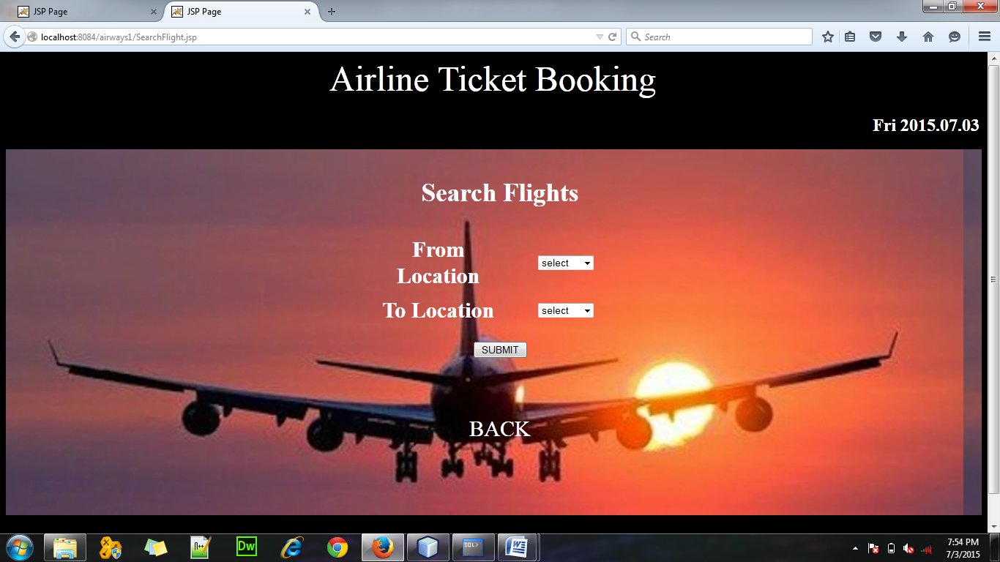 JSP Page
JSP Page
localhost:8084/airways1/SearchFlight.jsp
Search
Airline Ticket Booking
Fri 2015.07.03
Search Flights
From
Location
select
To Location
select
SUBMIT
BACK
Dw
SQL>
W
7:54 PM
7/3/2015